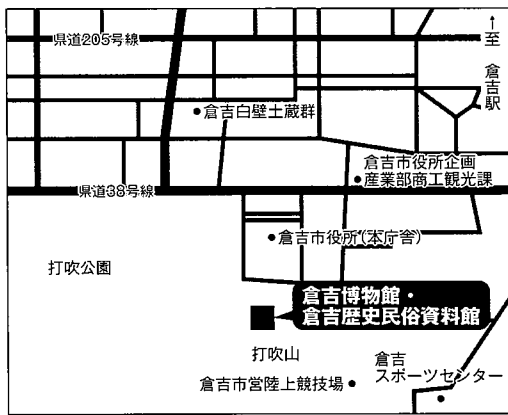 県道205号線
↑至 倉吉駅
倉吉白壁土蔵群
倉吉市役所企画
産業部商工観光課
県道38号線
倉吉市役所(本庁舎)
打吹公園
倉吉博物館・
倉吉歴史民俗資料館
打吹山
倉吉
スポーツセンター
倉吉市営陸上競技場